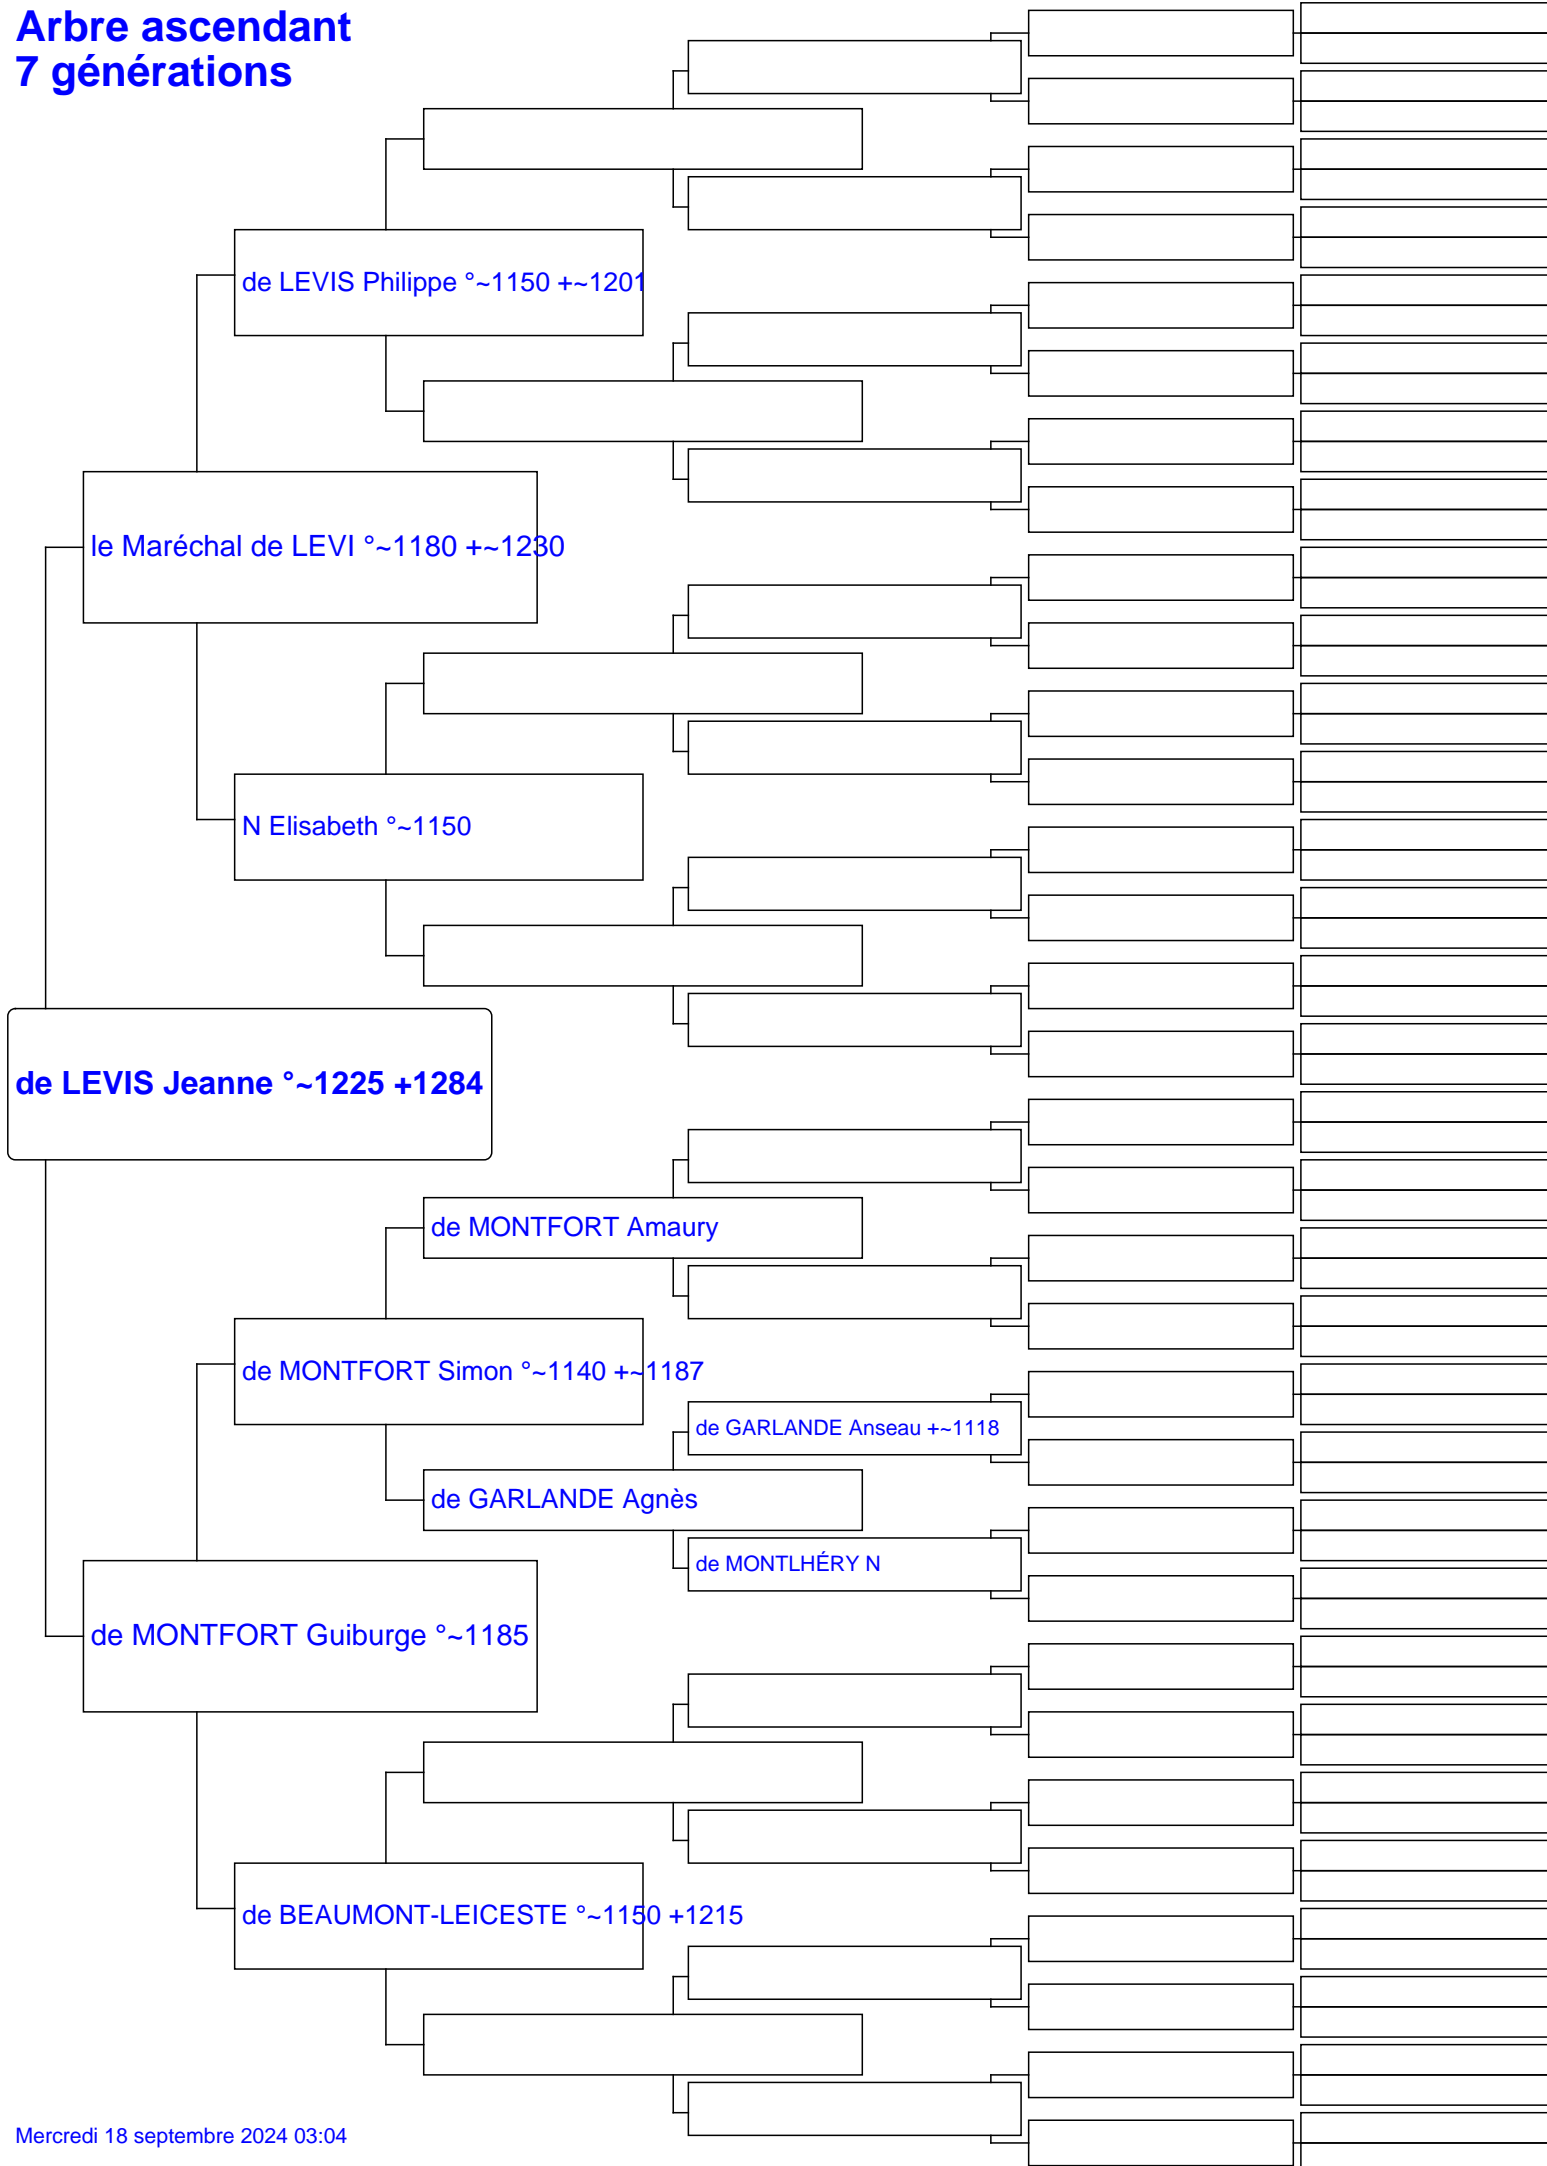 Arbre ascendant
7 générations
de LEVIS Philippe °~1150 +~1201
le Maréchal de LEVI °~1180 +~1230
N Elisabeth °~1150
de LEVIS Jeanne °~1225 +1284
de MONTFORT Amaury
de MONTFORT Simon °~1140 +~1187
de GARLANDE Anseau +~1118
de GARLANDE Agnès
de MONTLHÉRY N
de MONTFORT Guiburge °~1185
de BEAUMONT-LEICESTE °~1150 +1215
Mercredi 18 septembre 2024 03:04